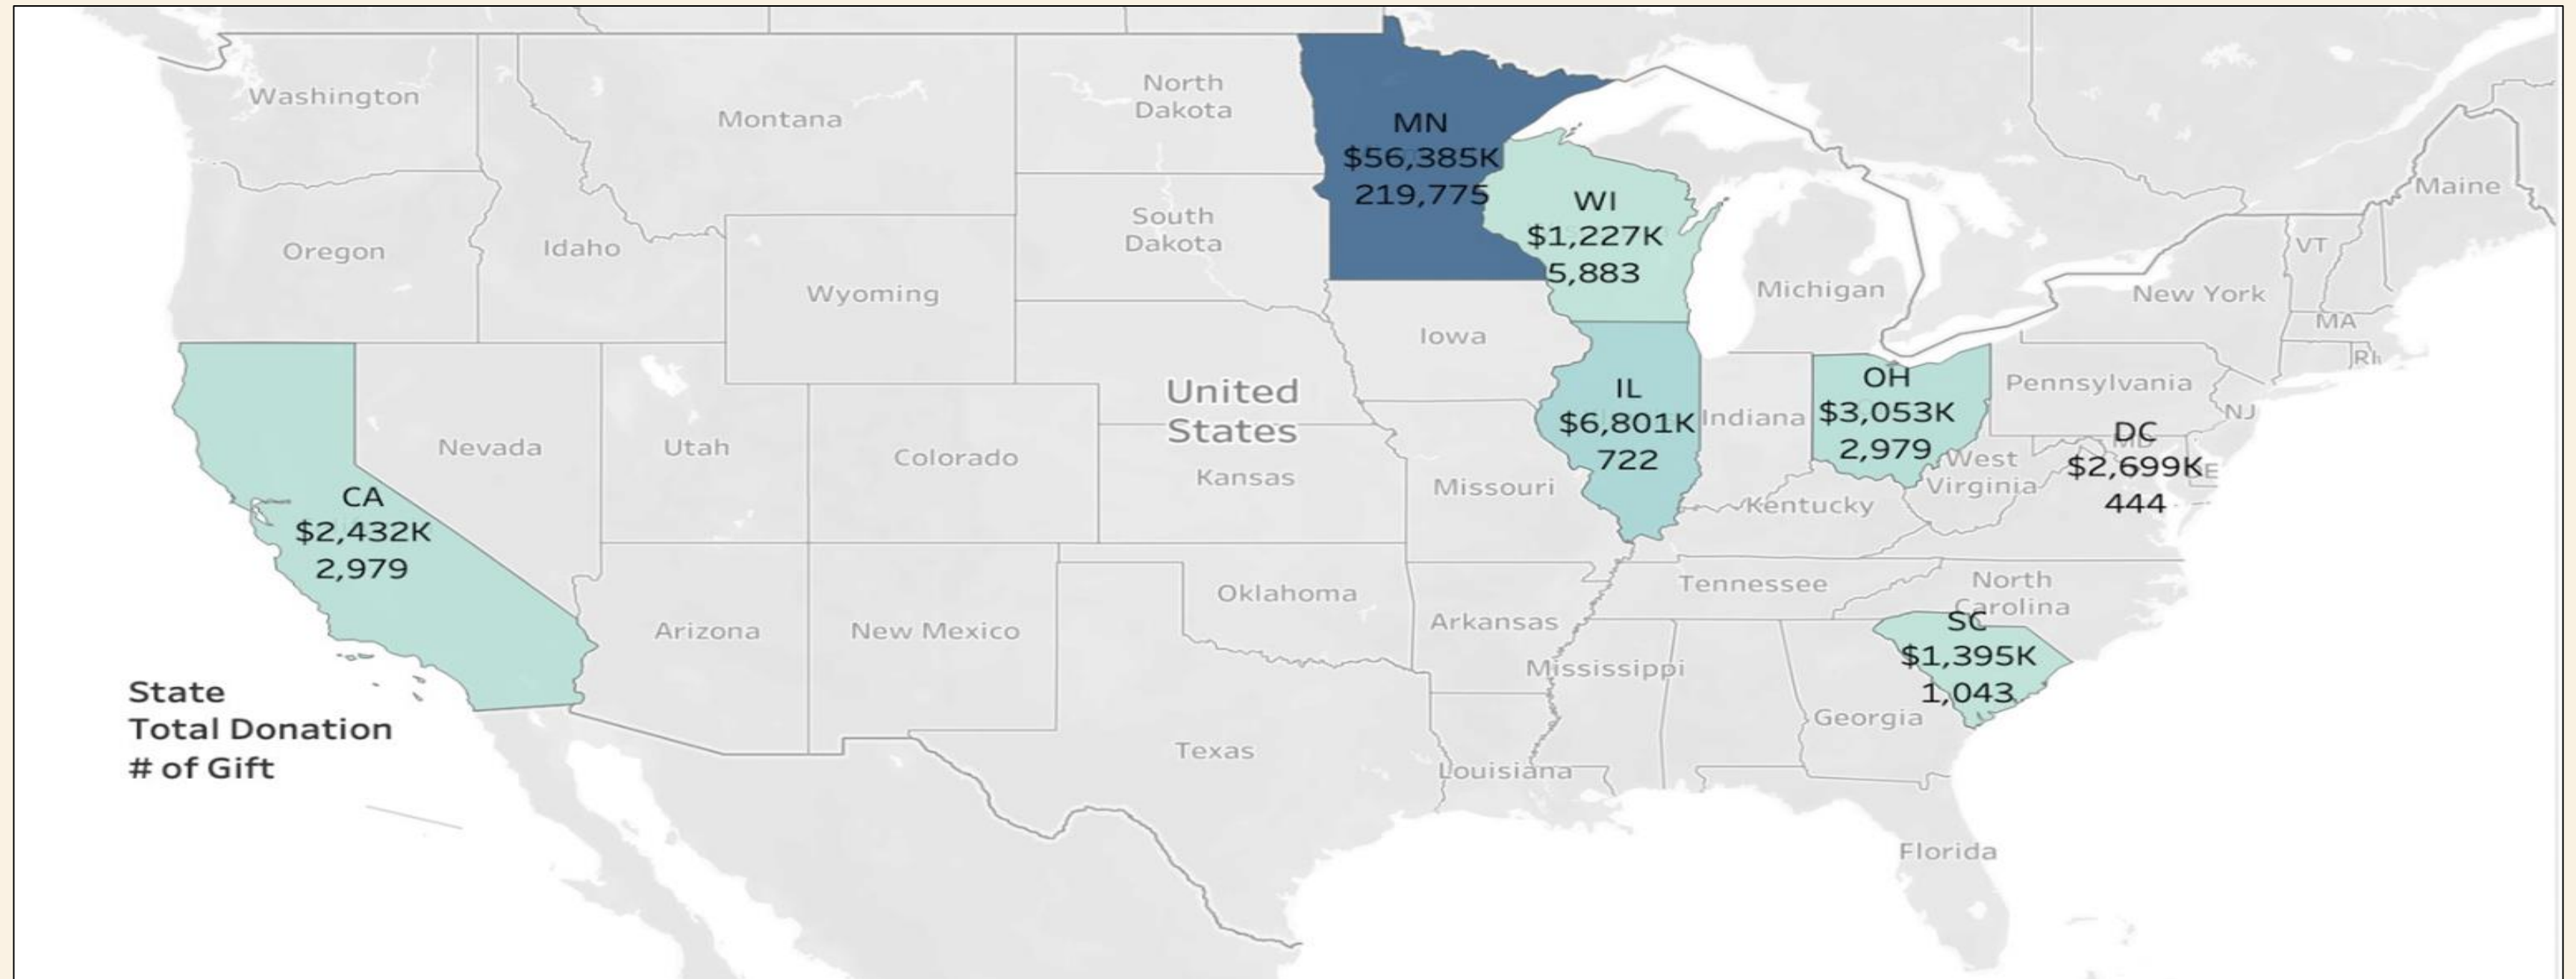 Washington
Montana
North
Dakota
MN
$56,385K
219,775
Maine
WI
$1,227K
5,883
South
Dakota
Oregon
Idaho
VT
Wyoming
Michigan
New York
MA
Iowa
RI
IL
$6,801K
722
OH
$3,053K
2,979
Pennsylvania
United
States
NJ
Indiana
DC
$2,699K
444
MD
Nevada
Utah
Colorado
Kansas
Missouri
West
Virginia
Kentucky
CA
$2,432K
2,979
Tennessee
North
Carolina
Oklahoma
Arkansas
SC
$1,395K
1,043
Arizona
New Mexico
Mississippi
Georgia
State
Total Donation
# of Gift
Texas
Louisiana
Florida